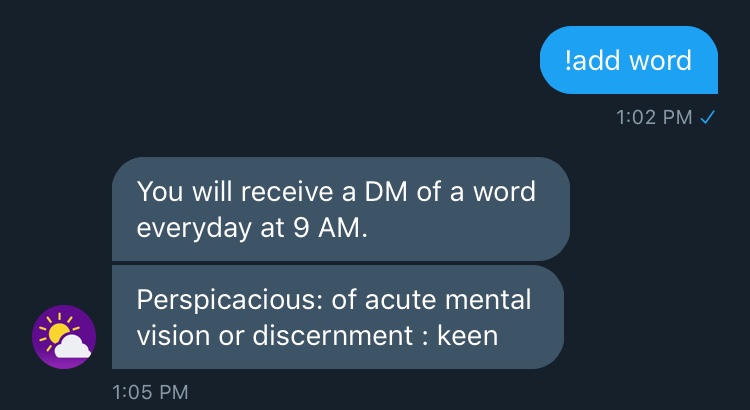 !add word
1:02 PM ✓
You will receive a DM of a word
everyday at 9 AM.
Perspicacious: of acute mental
vision or discernment : keen
1:05 PM